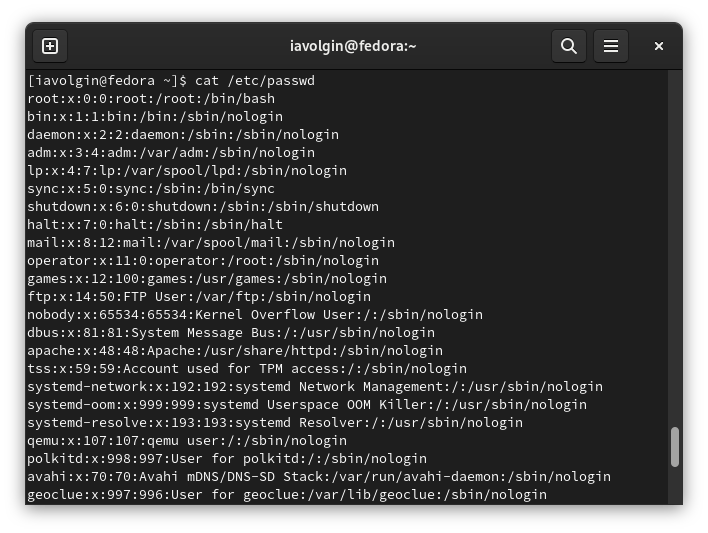 iavolgin@fedora:~
[iavolgin@fedora ~]$ cat /etc/passwd
root:x:0:0:root:/root:/bin/bash
bin:x:1:1:bin:/bin:/sbin/nologin
daemon:x:2:2:daemon:/sbin:/sbin/nologin
adm:x:3:4:adm:/var/adm:/sbin/nologin
lp:x:4:7:lp:/var/spool/lpd:/sbin/nologin
sync:x:5:0:sync:/sbin:/bin/sync
shutdown:x:6:0:shutdown:/sbin:/sbin/shutdown
halt:x:7:0:halt:/sbin:/sbin/halt
mail:x:8:12:mail:/var/spool/mail:/sbin/nologin
operator:x:11:0:operator:/root:/sbin/nologin
games:x:12:100:games:/usr/games:/sbin/nologin
ftp:x:14:50:FTP User:/var/ftp:/sbin/nologin
nobody:x:65534:65534:Kernel Overflow User:/:/sbin/nologin
dbus:x:81:81:System Message Bus:/:/usr/sbin/nologin
apache:x:48:48:Apache:/usr/share/httpd:/sbin/nologin
tss:x:59:59:Account used for TPM access:/:/sbin/nologin
systemd-network:x:192:192:systemd Network Management:/:/usr/sbin/nologin
systemd-oom:x:999:999:systemd Userspace OOM Killer:/:/usr/sbin/nologin
systemd-resolve:x:193:193:systemd Resolver:/:/usr/sbin/nologin
qemu:x:107:107:qemu user:/:/sbin/nologin
polkitd:x:998:997:User for polkitd:/:/sbin/nologin
avahi:x:70:70:Avahi mDNS/DNS-SD Stack:/var/run/avahi-daemon:/sbin/nologin
geoclue:x:997:996:User for geoclue:/var/lib/geoclue:/sbin/nologin